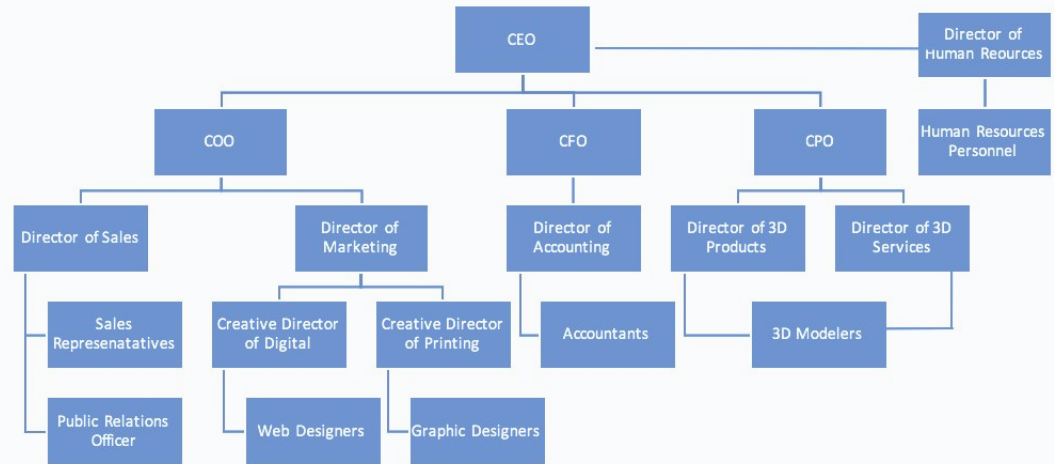 CEO
Director of
Human Reources
COO
CFO
CPO
Human Resources
Personnel
Director of Sales
Director of
Marketing
Director of
Accounting
Director of 3D
Products
Director of 3D
Services
Sales
Represenatatives
Creative Director
of Digital
Creative Director
of Printing
Accountants
3D Modelers
Public Relations
Officer
Web Designers
Graphic Designers